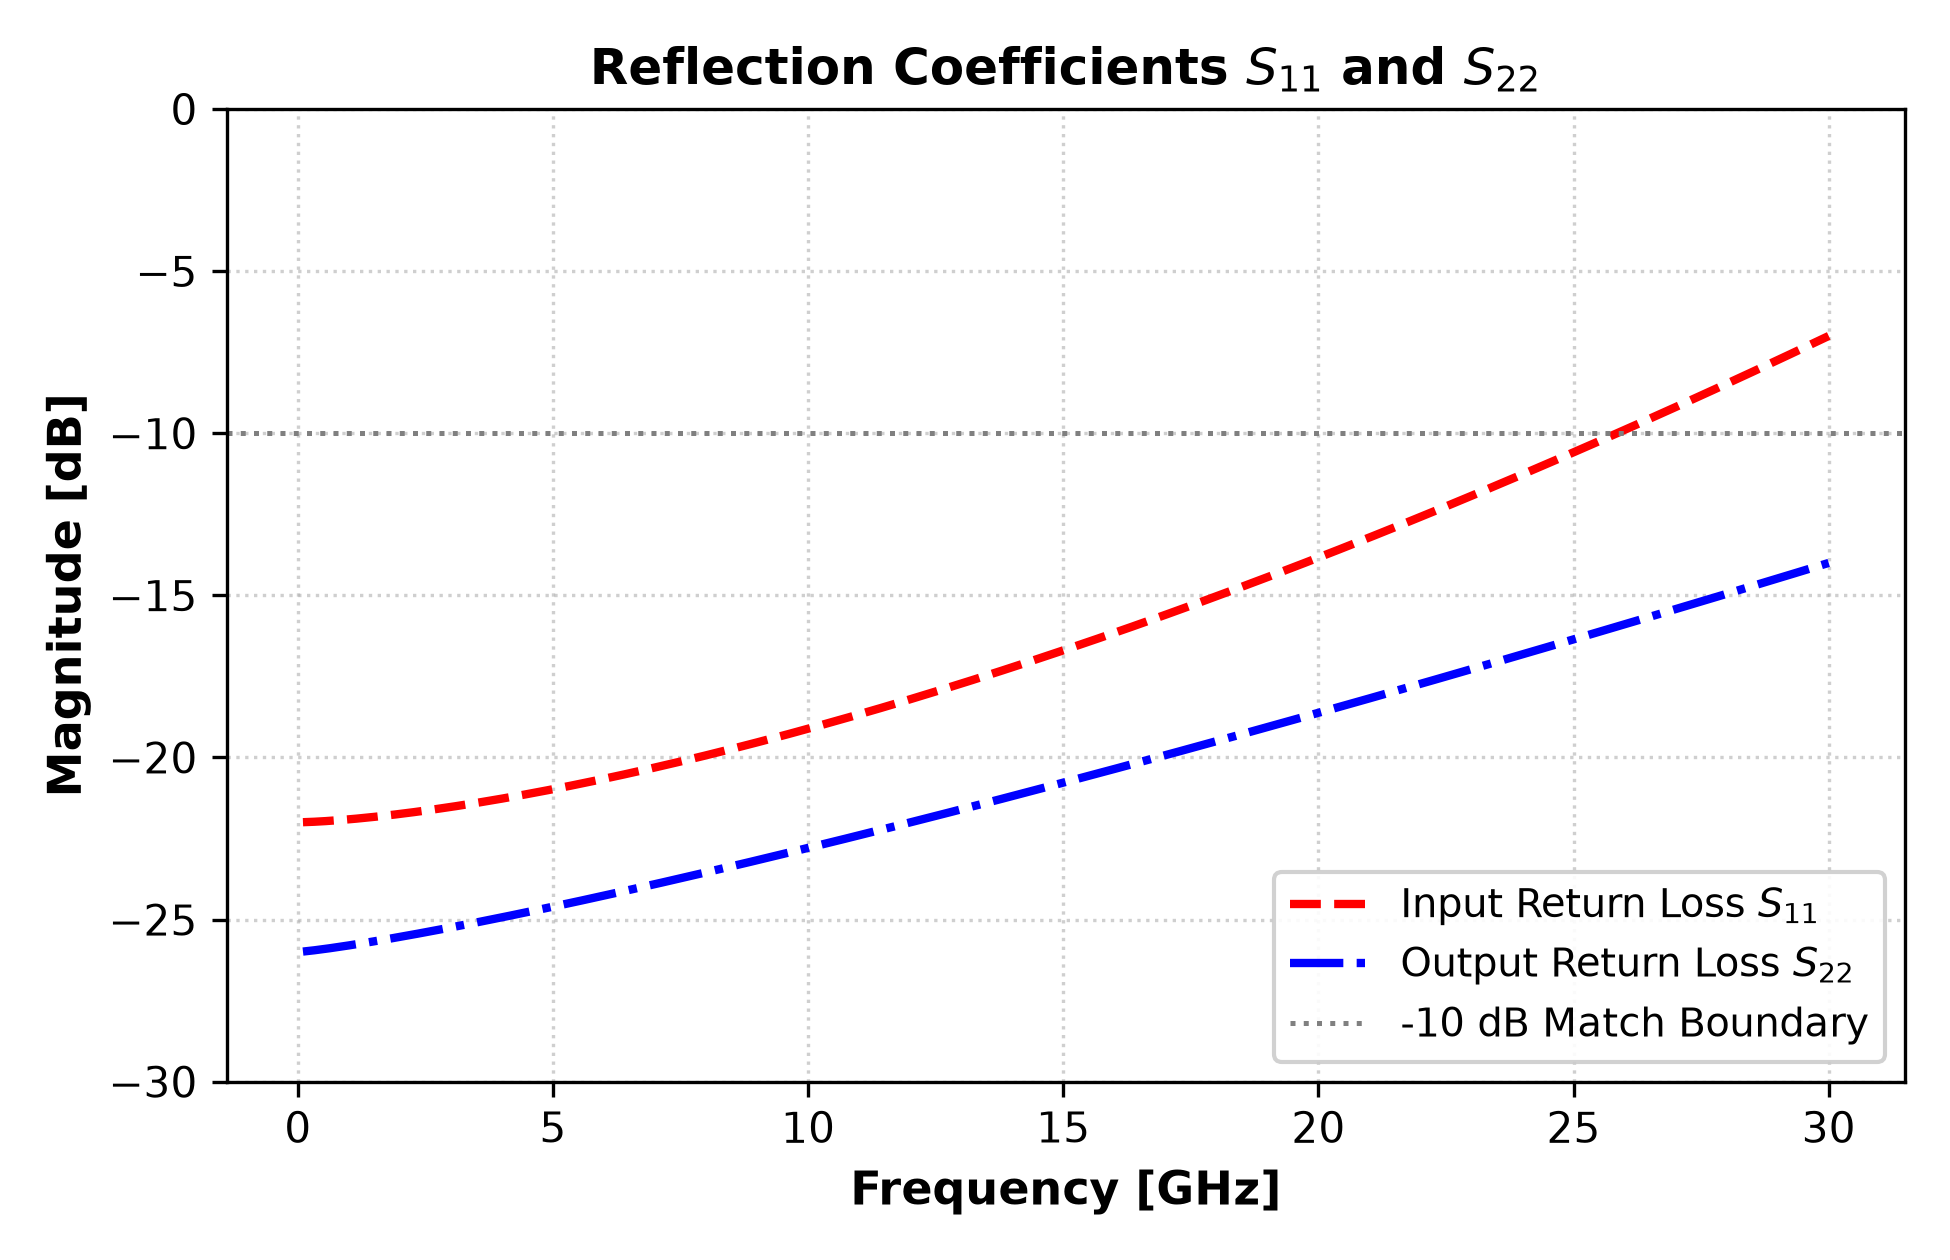 Reflection Coefficients S₁₁ and S₂₂
0
−5
−10
−15
−20
−25
−30
Magnitude [dB]
Input Return Loss S₁₁
Output Return Loss S₂₂
-10 dB Match Boundary
0 5 10 15 20 25 30
Frequency [GHz]